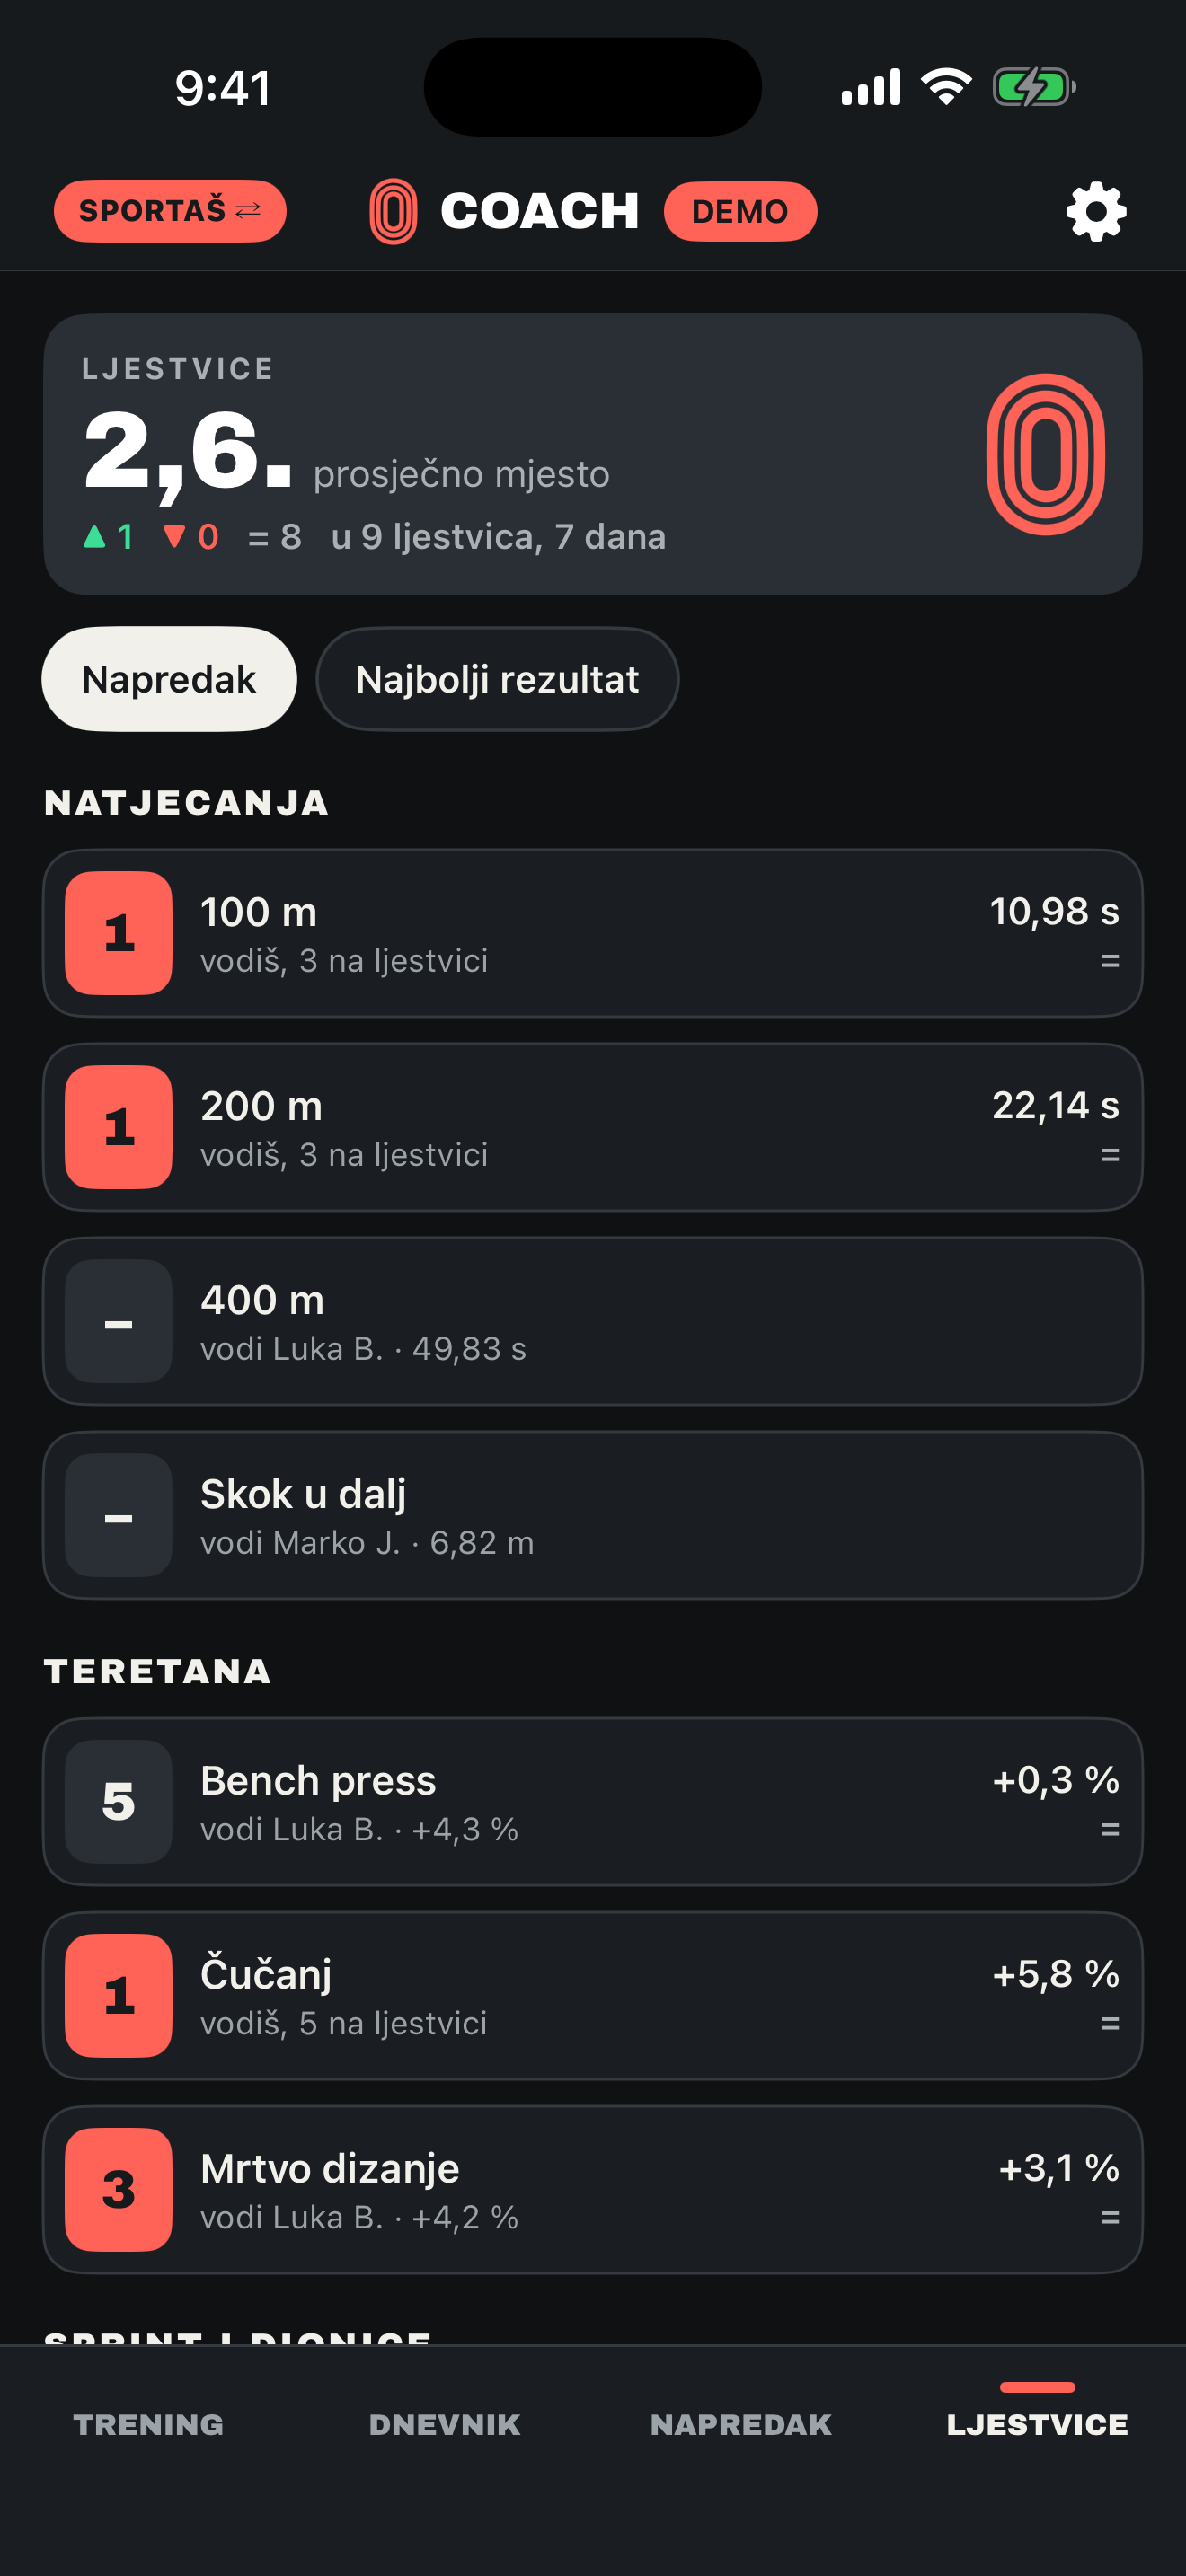 9:41
SPORTAŠ ⇄
COACH
DEMO
LJESTVICE
2,6. prosječno mjesto
▲ 1 ▼ 0 = 8 u 9 ljestvica, 7 dana
Napredak
Najbolji rezultat
NATJECANJA
1
100 m
10,98 s
vodiš, 3 na ljestvici
=
1
200 m
22,14 s
vodiš, 3 na ljestvici
=
–
400 m
vodi Luka B. · 49,83 s
–
Skok u dalj
vodi Marko J. · 6,82 m
TERETANA
5
Bench press
+0,3 %
vodi Luka B. · +4,3 %
=
1
Čučanj
+5,8 %
vodiš, 5 na ljestvici
=
3
Mrtvo dizanje
+3,1 %
vodi Luka B. · +4,2 %
=
SPRINT I DIONICE
TRENING
DNEVNIK
NAPREDAK
LJESTVICE